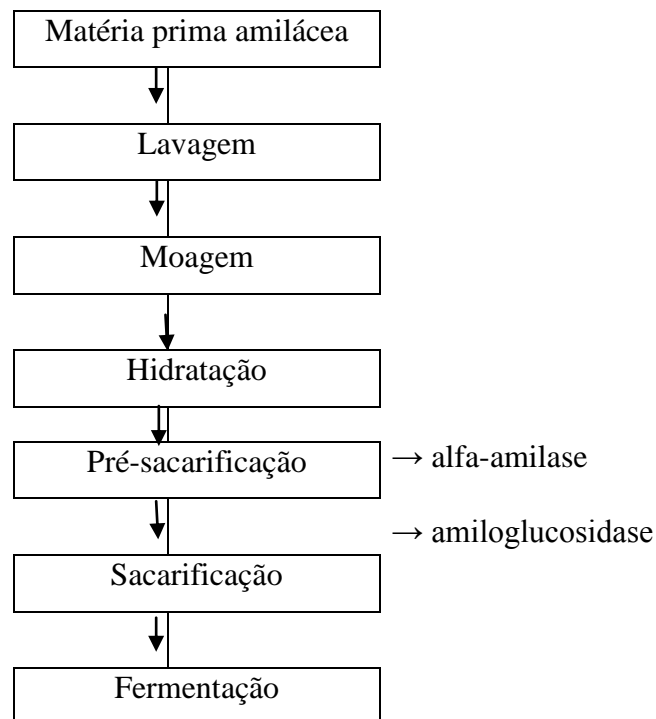 Matéria prima amilácea
Lavagem
Moagem
Hidratação
Pré-sacarificação → alfa-amilase
→ amiloglucosidase
Sacarificação
Fermentação